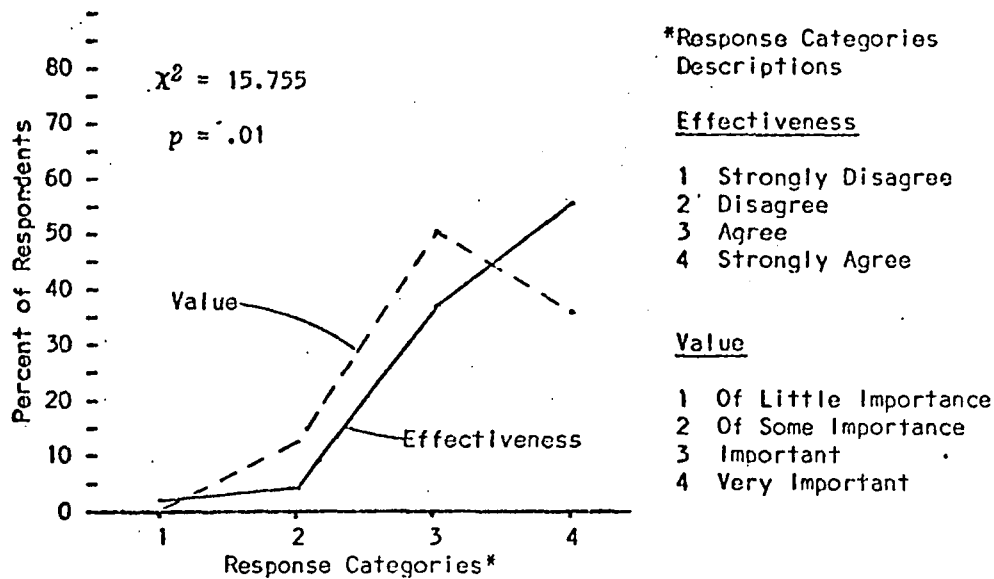 80
70
60
50
40
30
20
10
0
Percent of Respondents
χ² = 15.755
p = .01
Value
Effectiveness
1 2 3 4
Response Categories*
*Response Categories
Descriptions
Effectiveness
1 Strongly Disagree
2 Disagree
3 Agree
4 Strongly Agree
Value
1 Of Little Importance
2 Of Some Importance
3 Important
4 Very Important